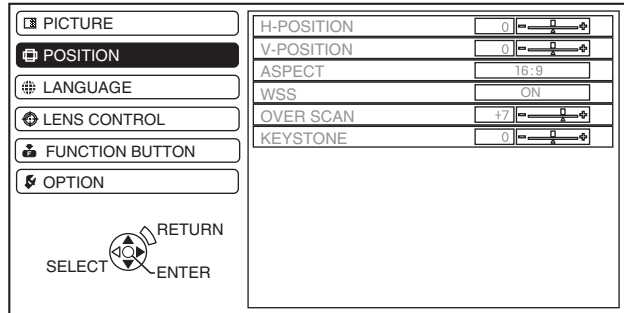 PICTURE
POSITION
LANGUAGE
LENS CONTROL
FUNCTION BUTTON
OPTION
RETURN
SELECT
ENTER
H-POSITION 0
V-POSITION 0
ASPECT 16:9
WSS ON
OVER SCAN +7
KEYSTONE 0